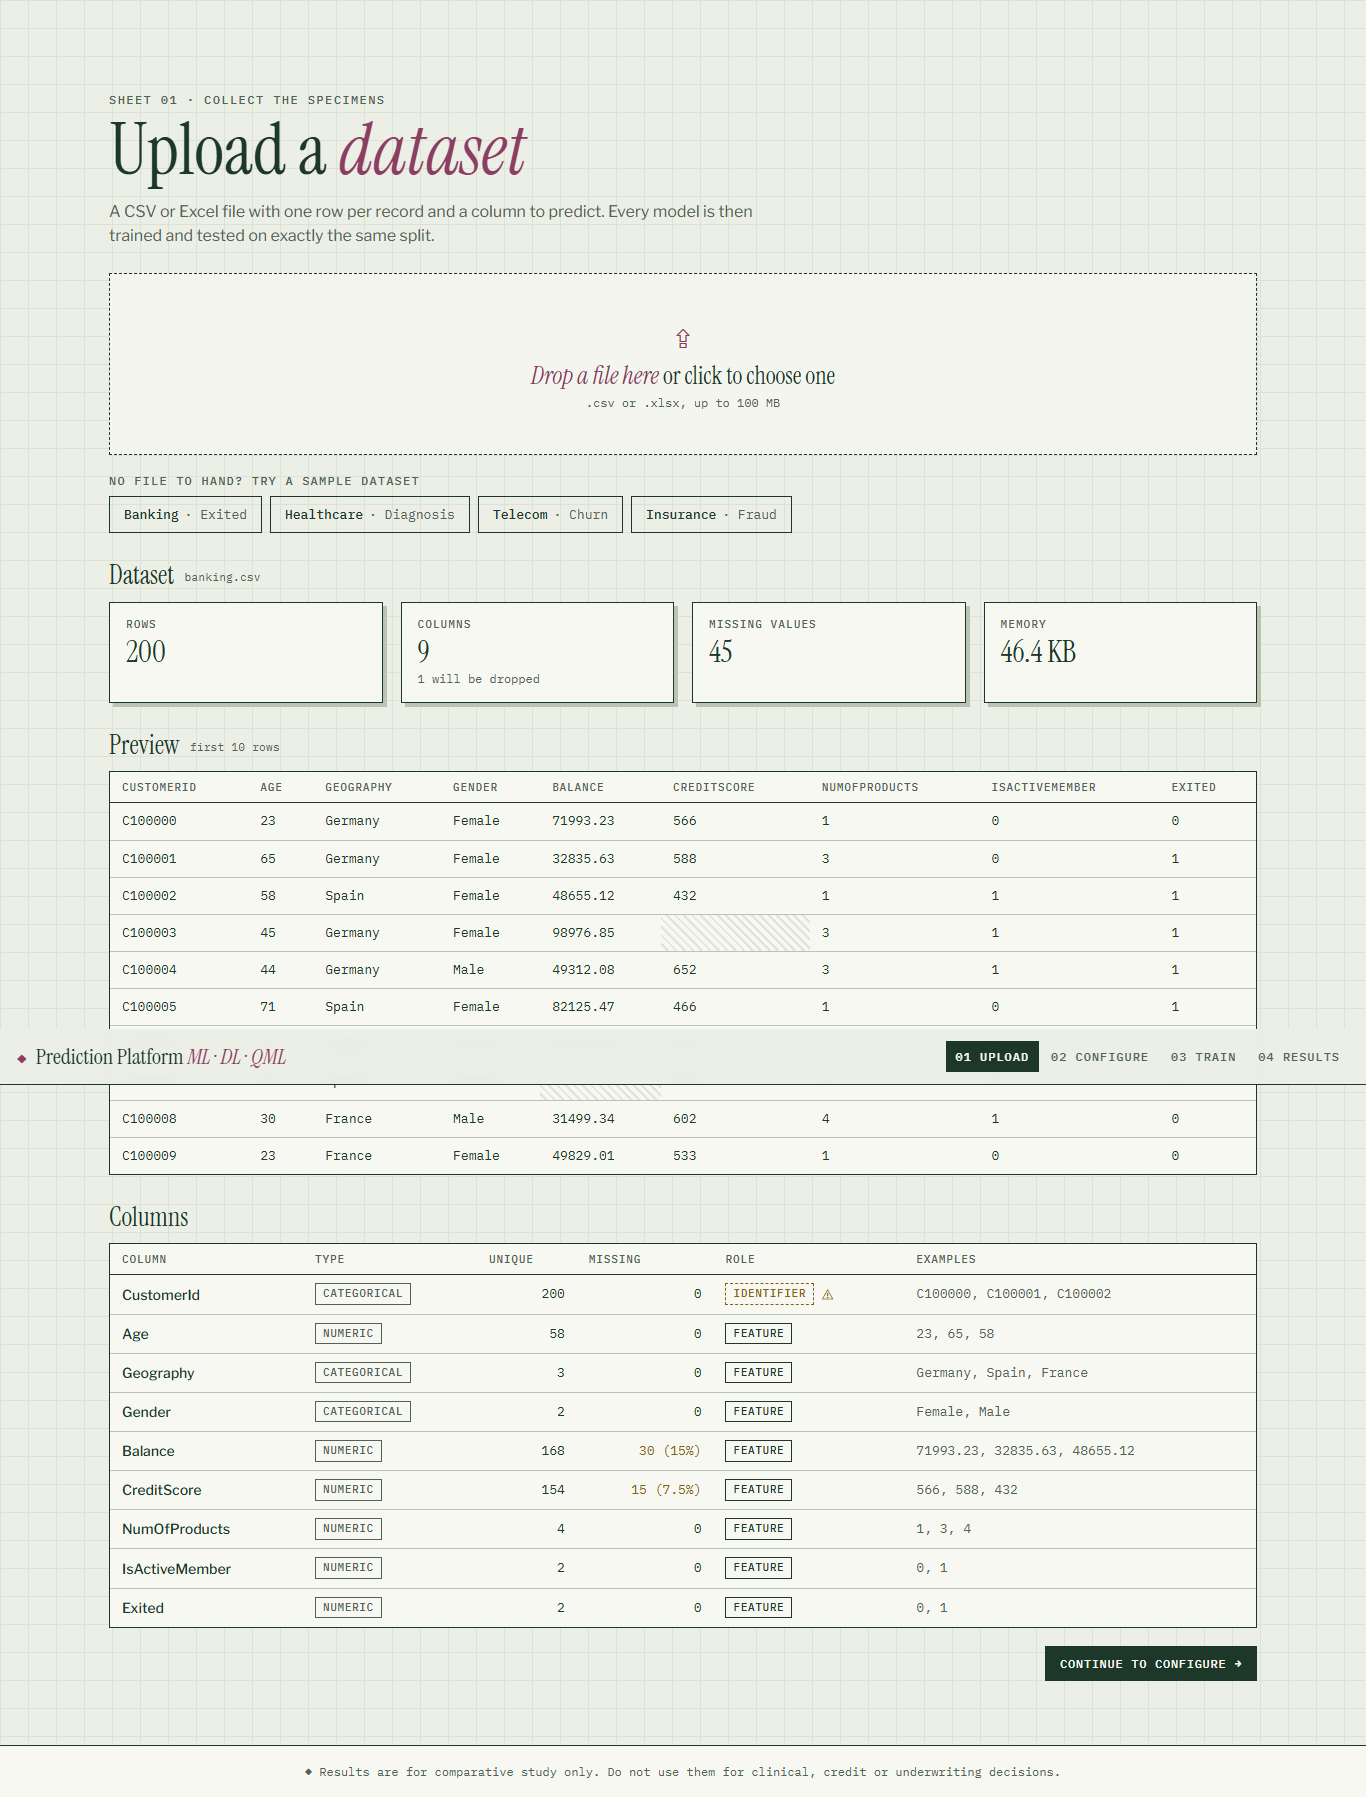 SHEET 01 · COLLECT THE SPECIMENS
Upload a dataset
A CSV or Excel file with one row per record and a column to predict. Every model is then
trained and tested on exactly the same split.
Drop a file here or click to choose one
.csv or .xlsx, up to 100 MB
NO FILE TO HAND? TRY A SAMPLE DATASET
Banking · Exited Healthcare · Diagnosis Telecom · Churn Insurance · Fraud
Dataset banking.csv
ROWS COLUMNS MISSING VALUES MEMORY
200 9 45 46.4 KB
1 will be dropped
Preview first 10 rows
CUSTOMERID AGE GEOGRAPHY GENDER BALANCE CREDITSCORE NUMOFPRODUCTS ISACTIVEMEMBER EXITED
C100000 23 Germany Female 71993.23 566 1 0 0
C100001 65 Germany Female 32835.63 588 3 0 1
C100002 58 Spain Female 48655.12 432 1 1 1
C100003 45 Germany Female 98976.85 3 1 1
C100004 44 Germany Male 49312.08 652 3 1 1
C100005 71 Spain Female 82125.47 466 1 0 1
◆ Prediction Platform ML · DL · QML 01 UPLOAD 02 CONFIGURE 03 TRAIN 04 RESULTS
C100008 30 France Male 31499.34 602 4 1 0
C100009 23 France Female 49829.01 533 1 0 0
Columns
COLUMN TYPE UNIQUE MISSING ROLE EXAMPLES
CustomerId CATEGORICAL 200 0 IDENTIFIER ⚠ C100000, C100001, C100002
Age NUMERIC 58 0 FEATURE 23, 65, 58
Geography CATEGORICAL 3 0 FEATURE Germany, Spain, France
Gender CATEGORICAL 2 0 FEATURE Female, Male
Balance NUMERIC 168 30 (15%) FEATURE 71993.23, 32835.63, 48655.12
CreditScore NUMERIC 154 15 (7.5%) FEATURE 566, 588, 432
NumOfProducts NUMERIC 4 0 FEATURE 1, 3, 4
IsActiveMember NUMERIC 2 0 FEATURE 0, 1
Exited NUMERIC 2 0 FEATURE 0, 1
CONTINUE TO CONFIGURE →
◆ Results are for comparative study only. Do not use them for clinical, credit or underwriting decisions.